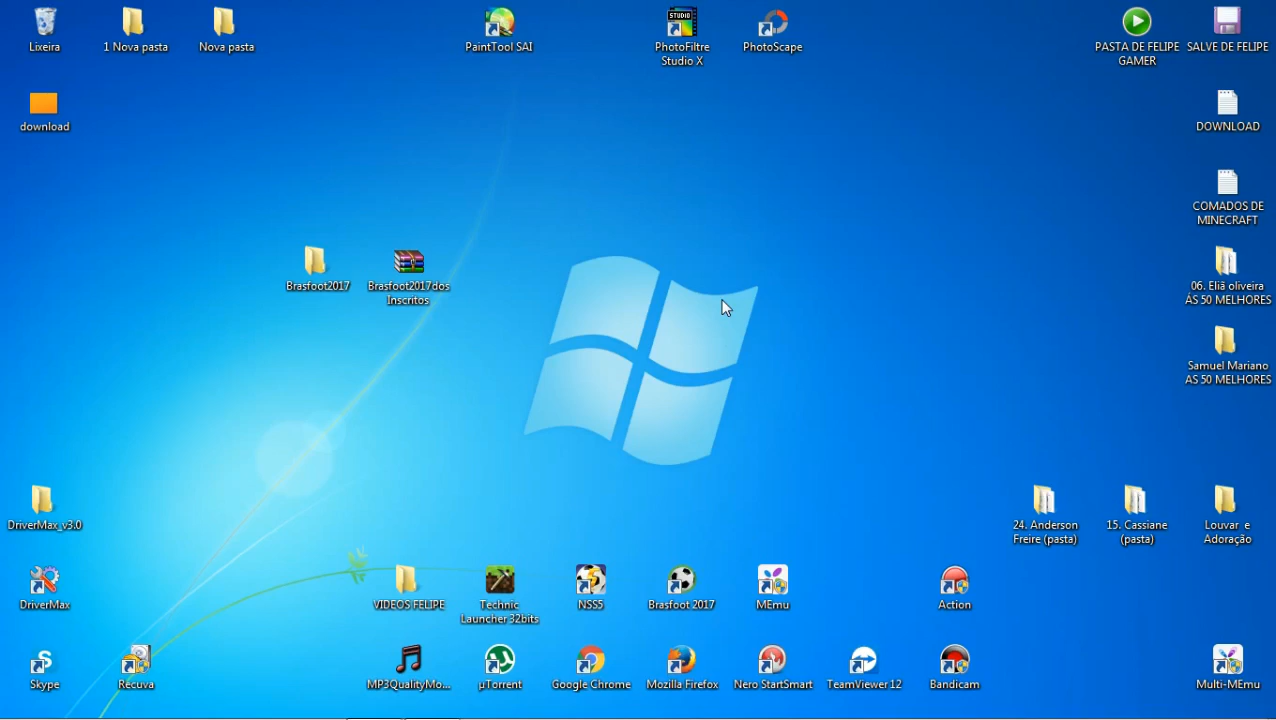 Lixeira
1 Nova pasta
Nova pasta
PaintTool SAI
STUDIO
PhotoFiltre
Studio X
PhotoScape
PASTA DE FELIPE
GAMER
SALVE DE FELIPE
download
DOWNLOAD
COMADOS DE
MINECRAFT
Brasfoot2017
Brasfoot2017dos
Inscritos
06. Eliã oliveira
ÀS 50 MELHORES
Samuel Mariano
AS 50 MELHORES
DriverMax_v3.0
24. Anderson
Freire (pasta)
15. Cassiane
(pasta)
Louvar e
Adoração
DriverMax
VIDEOS FELIPE
Technic
Launcher 32bits
NSS5
Brasfoot 2017
MEmu
Action
Skype
Recuva
MP3QualityMo...
µTorrent
Google Chrome
Mozilla Firefox
Nero StartSmart
TeamViewer 12
Bandicam
Multi-MEmu